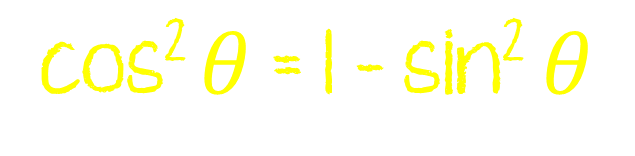 cos² θ = 1 - sin² θ